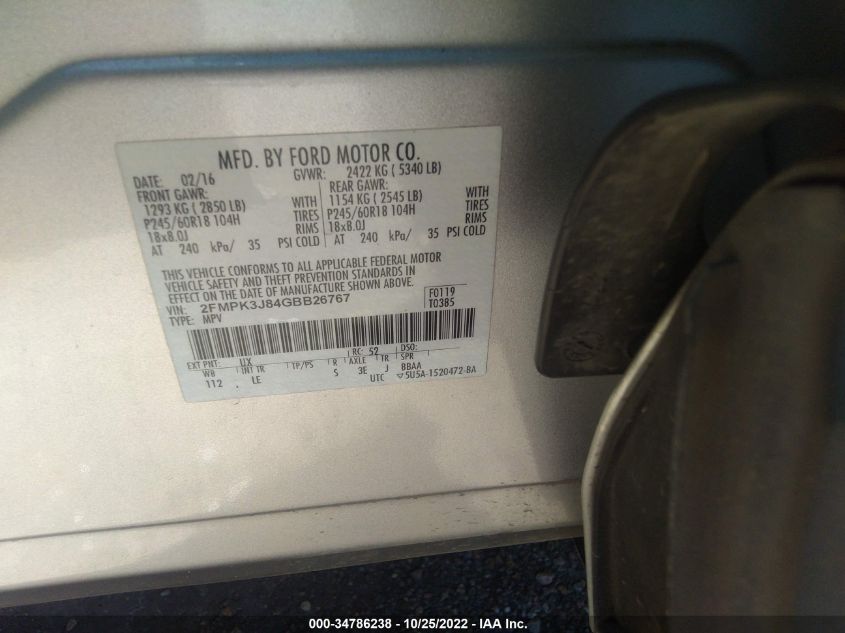 MFD. BY FORD MOTOR CO.
DATE: 02/16 GVWR: 2422 KG ( 5340 LB)
FRONT GAWR: REAR GAWR:
1293 KG ( 2850 LB) WITH 1154 KG ( 2545 LB) WITH
P245/60R18 104H TIRES P245/60R18 104H TIRES
18x8.0J RIMS 18x8.0J RIMS
AT 240 kPa/ 35 PSI COLD AT 240 kPa/ 35 PSI COLD
THIS VEHICLE CONFORMS TO ALL APPLICABLE FEDERAL MOTOR
VEHICLE SAFETY AND THEFT PREVENTION STANDARDS IN
EFFECT ON THE DATE OF MANUFACTURE SHOWN ABOVE.
VIN: 2FMPK3J84GBB26767 F0119
TYPE: MPV T0385
RC: 52 DSO:
EXT PNT: UX
WB INT TR TP/PS R AXLE TR SPR
112 LE S 3E J BBAA
UTC ▽5U5A-1520472-BA
000-34786238 - 10/25/2022 - IAA Inc.